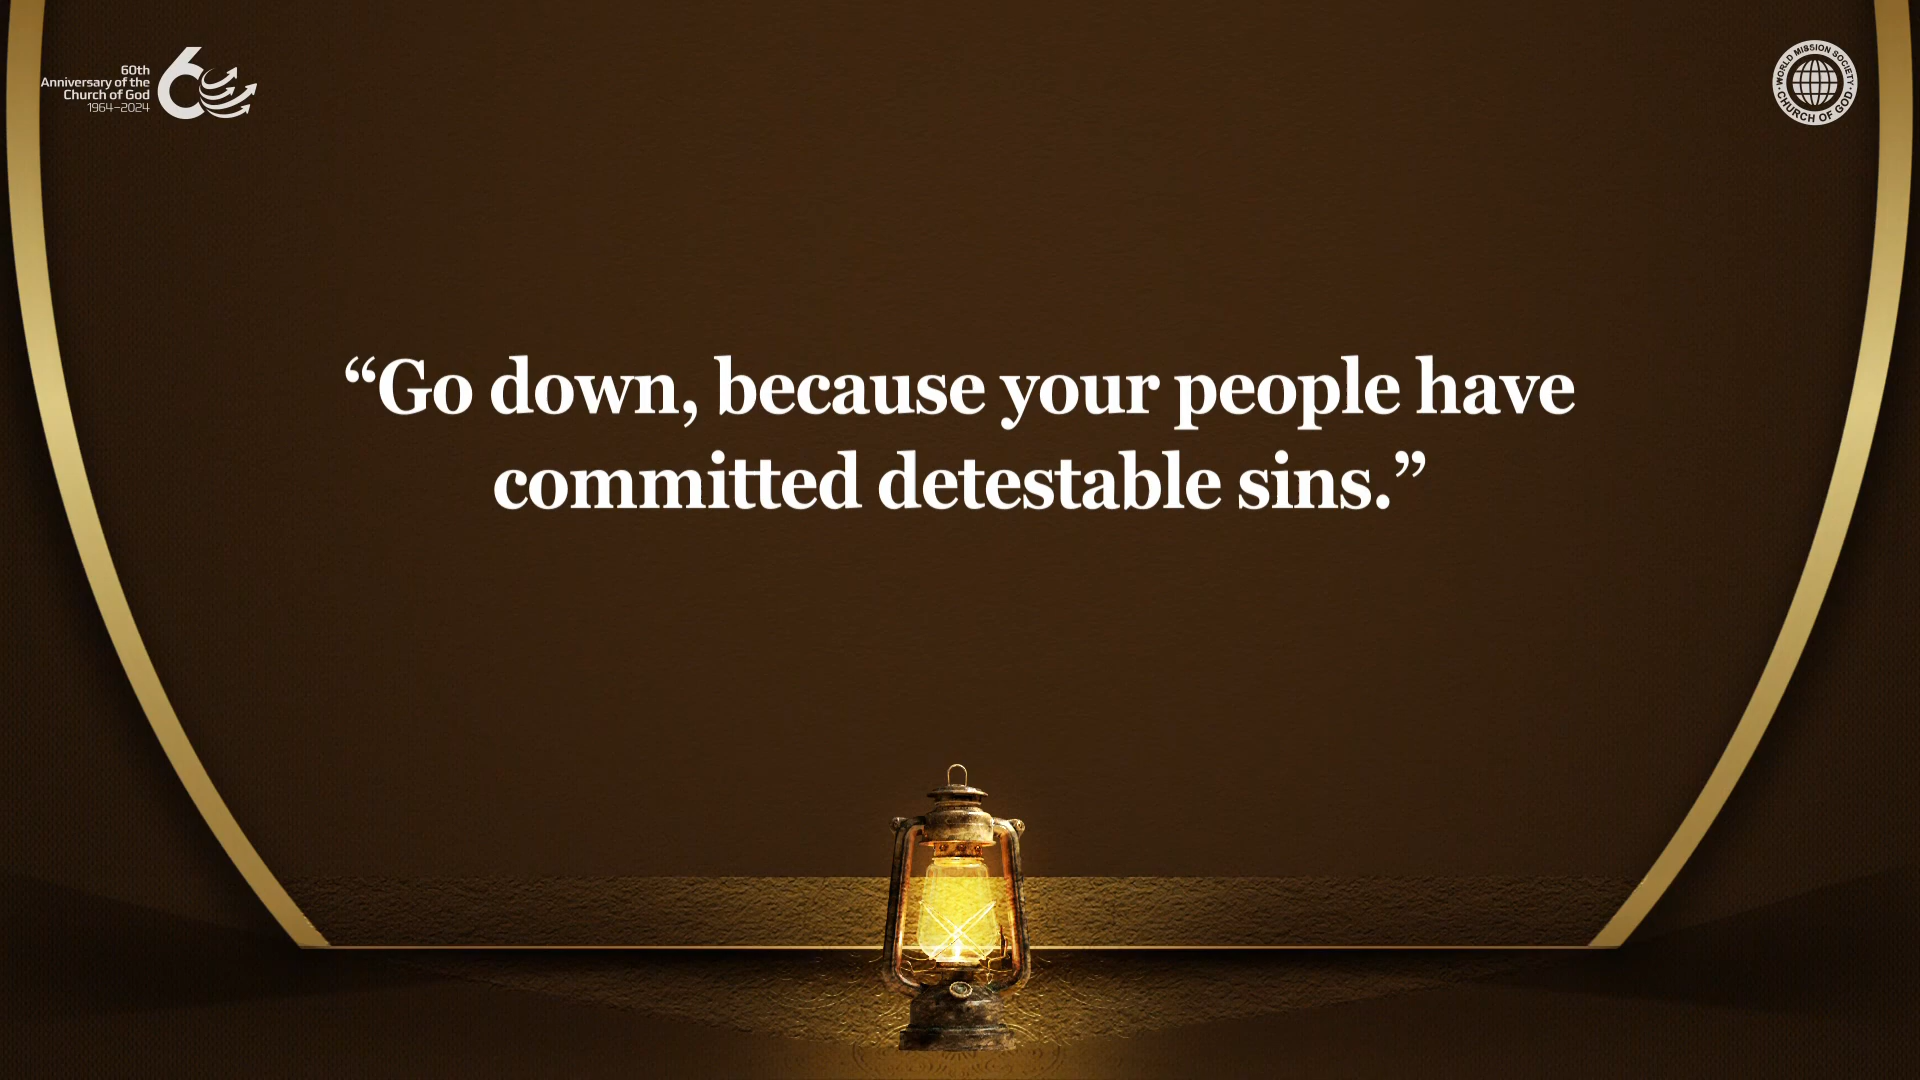 60th
Anniversary of the
Church of God
1964–2024
WORLD MISSION SOCIETY
CHURCH OF GOD
“Go down, because your people have
committed detestable sins.”